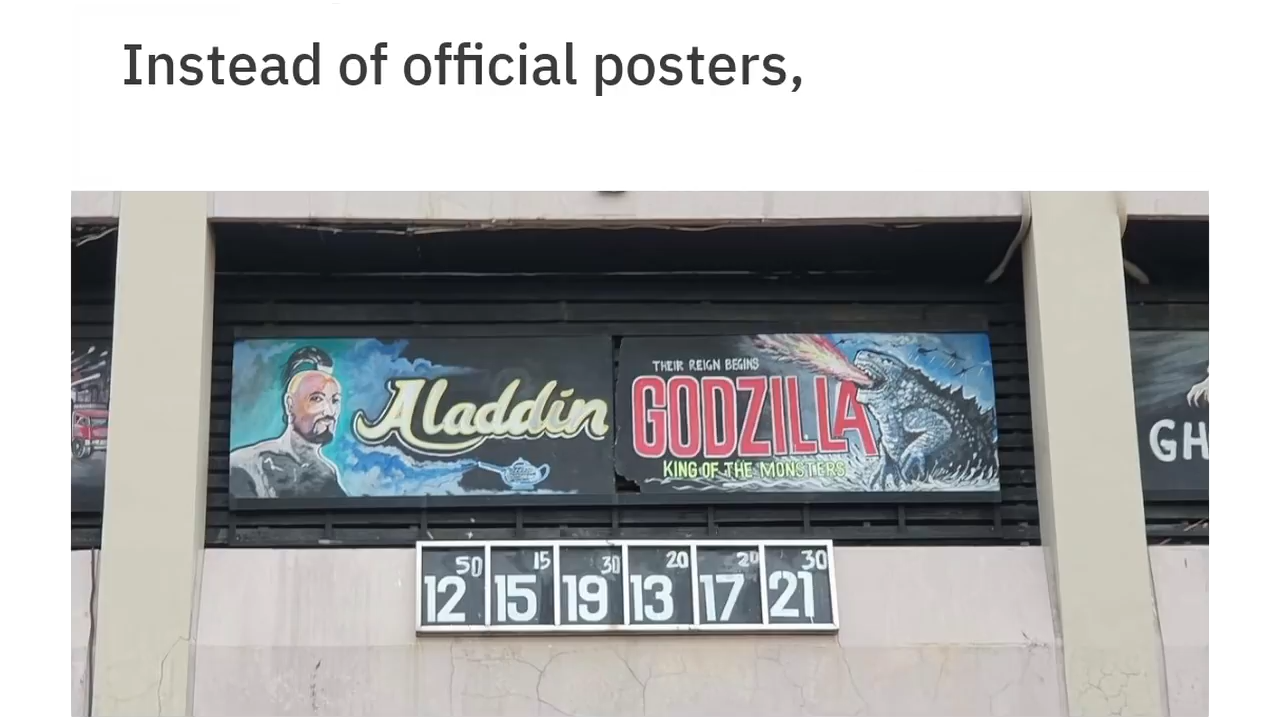 Instead of official posters,
Aladdin
THEIR REIGN BEGINS
GODZILLA
KING OF THE MONSTERS
GH
12 50 15 15 19 30 13 20 17 20 21 30